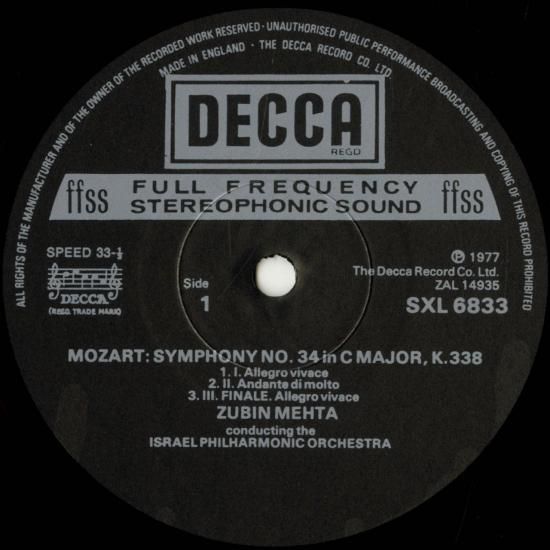 ALL RIGHTS OF THE MANUFACTURER AND OF THE OWNER OF THE RECORDED WORK RESERVED · UNAUTHORISED PUBLIC PERFORMANCE BROADCASTING AND COPYING OF THIS RECORD PROHIBITED
MADE IN ENGLAND · THE DECCA RECORD CO. LTD.
DECCA
REGD
ffss FULL FREQUENCY ffss
STEREOPHONIC SOUND
SPEED 33-⅓
DECCA
(REGD. TRADE MARK)
Side
1
℗ 1977
The Decca Record Co. Ltd.
ZAL 14935
SXL 6833
MOZART: SYMPHONY NO. 34 in C MAJOR, K.338
1. I. Allegro vivace
2. II. Andante di molto
3. III. FINALE. Allegro vivace
ZUBIN MEHTA
conducting the
ISRAEL PHILHARMONIC ORCHESTRA